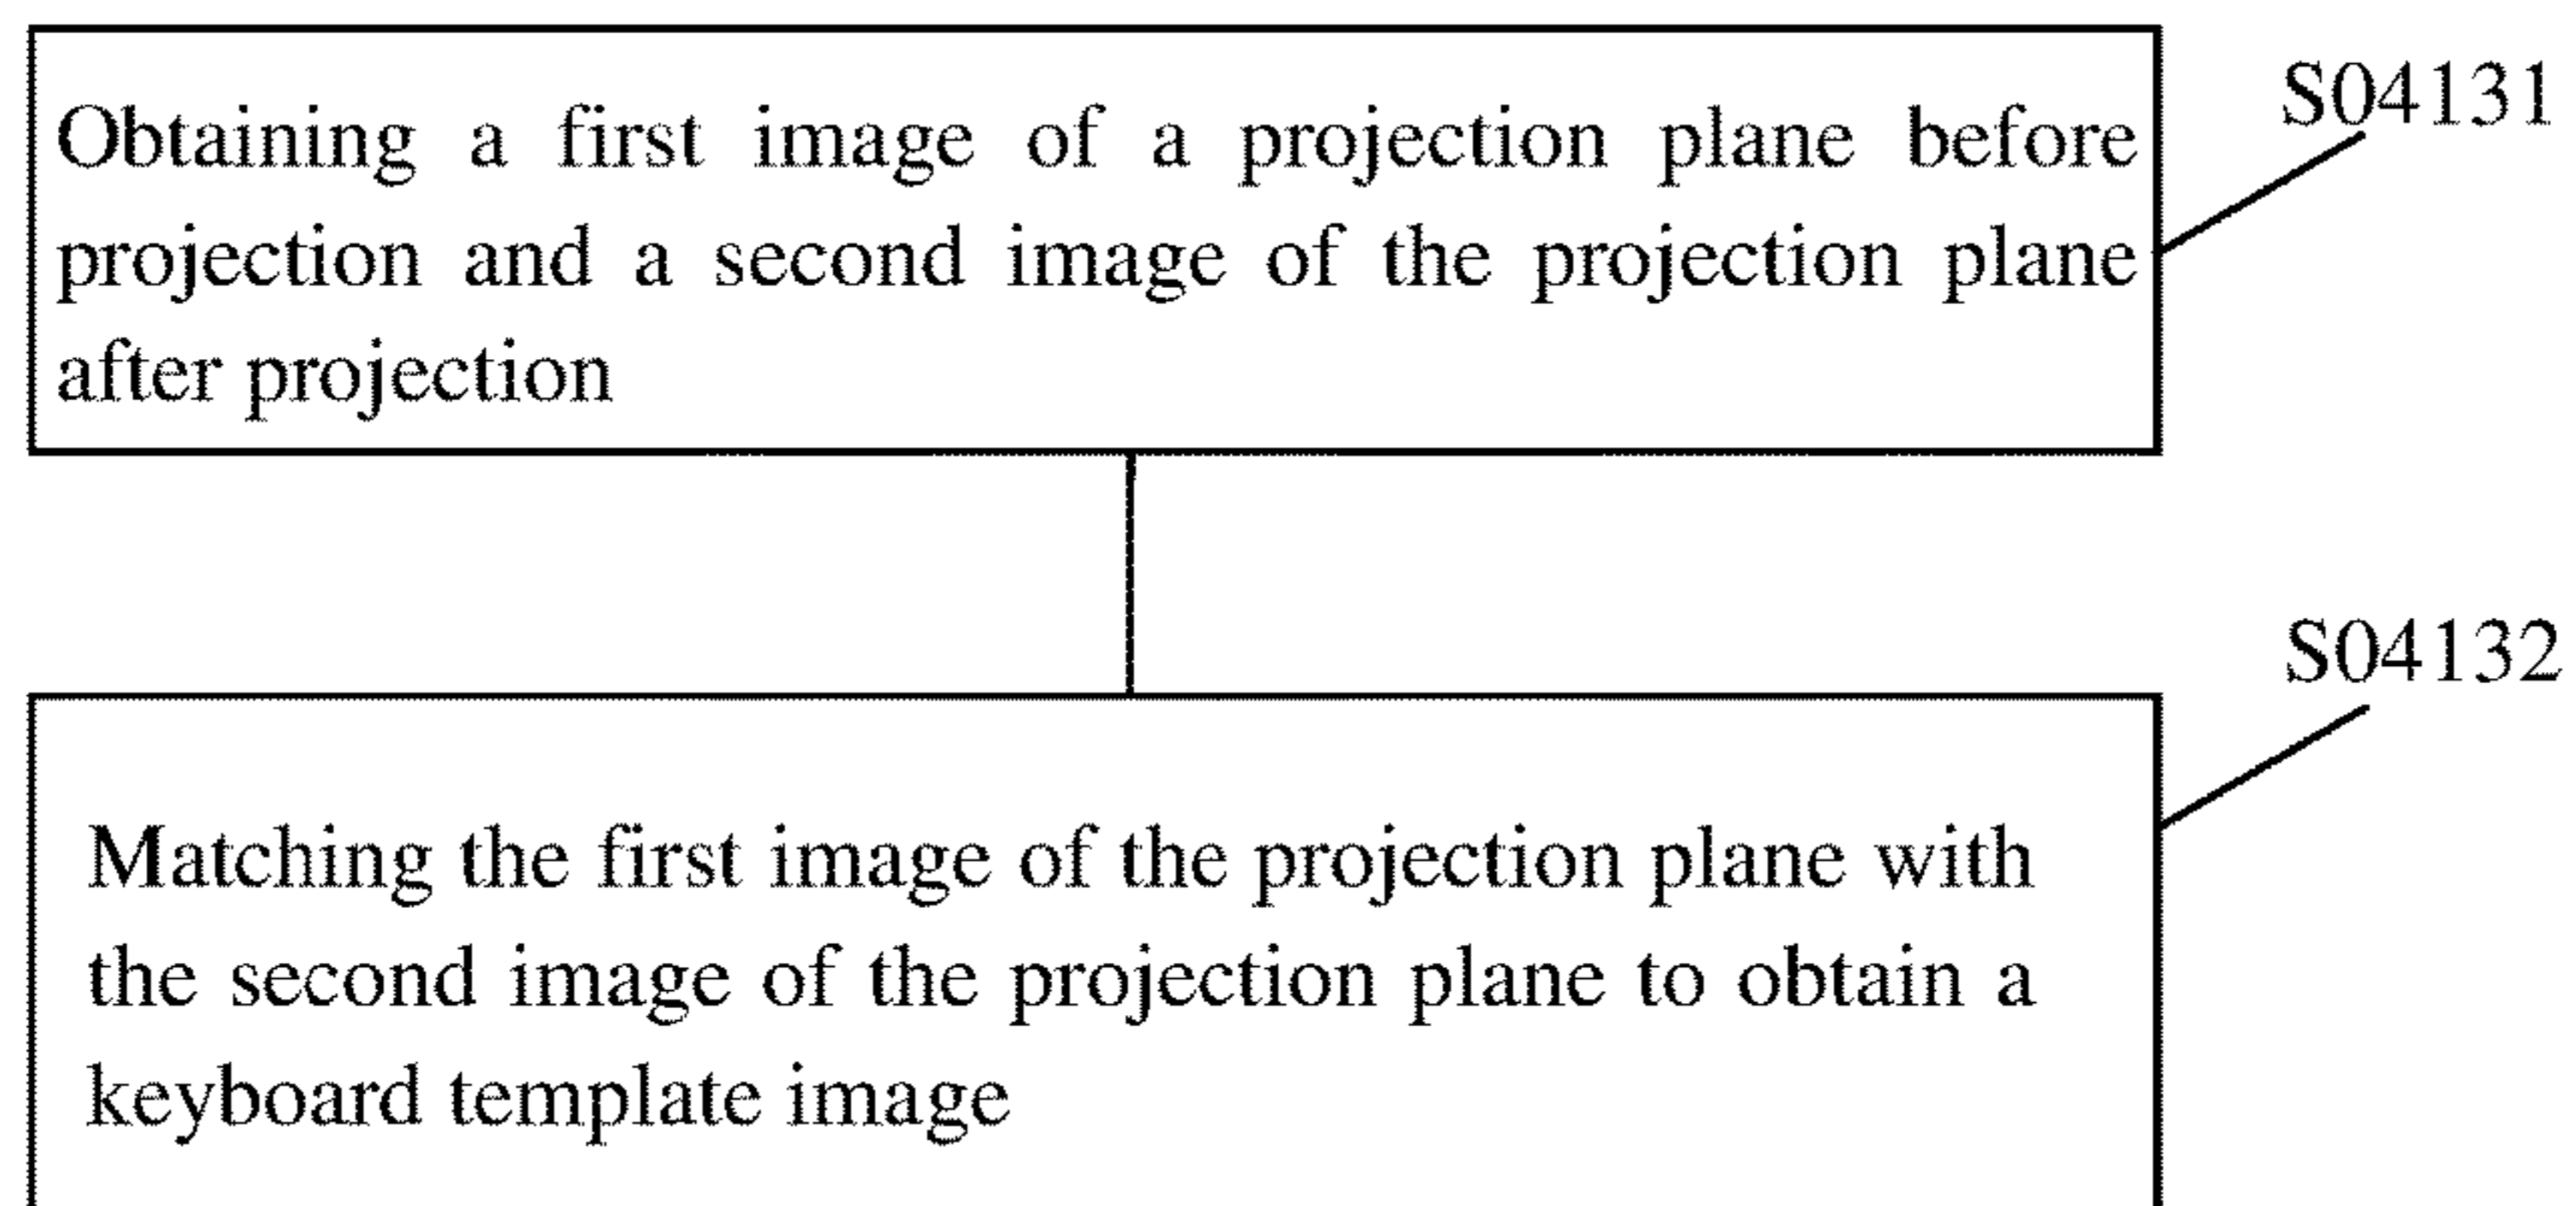 S04131
Obtaining a first image of a projection plane before
projection and a second image of the projection plane
after projection
S04132
Matching the first image of the projection plane with
the second image of the projection plane to obtain a
keyboard template image